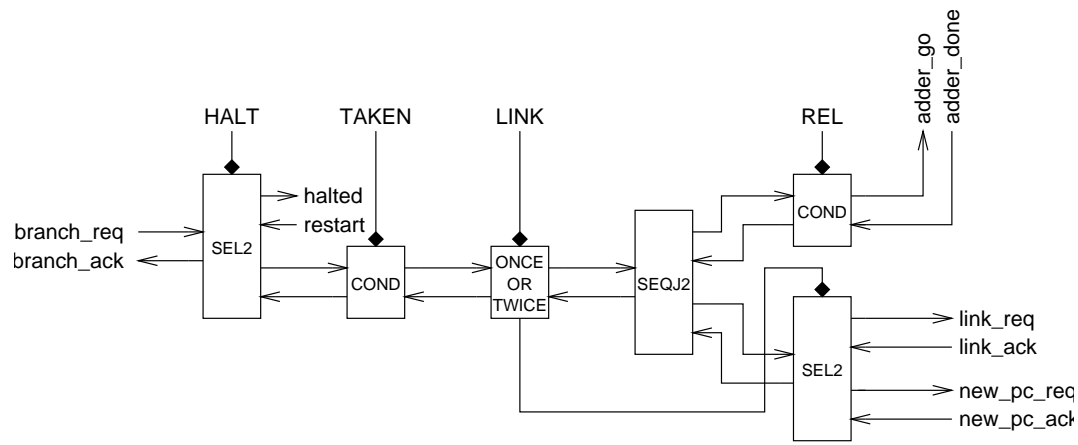 adder_go
adder_done
HALT
TAKEN
LINK
REL
halted
restart
branch_req
branch_ack
SEL2
COND
ONCE
OR
TWICE
SEQJ2
COND
SEL2
link_req
link_ack
new_pc_req
new_pc_ack